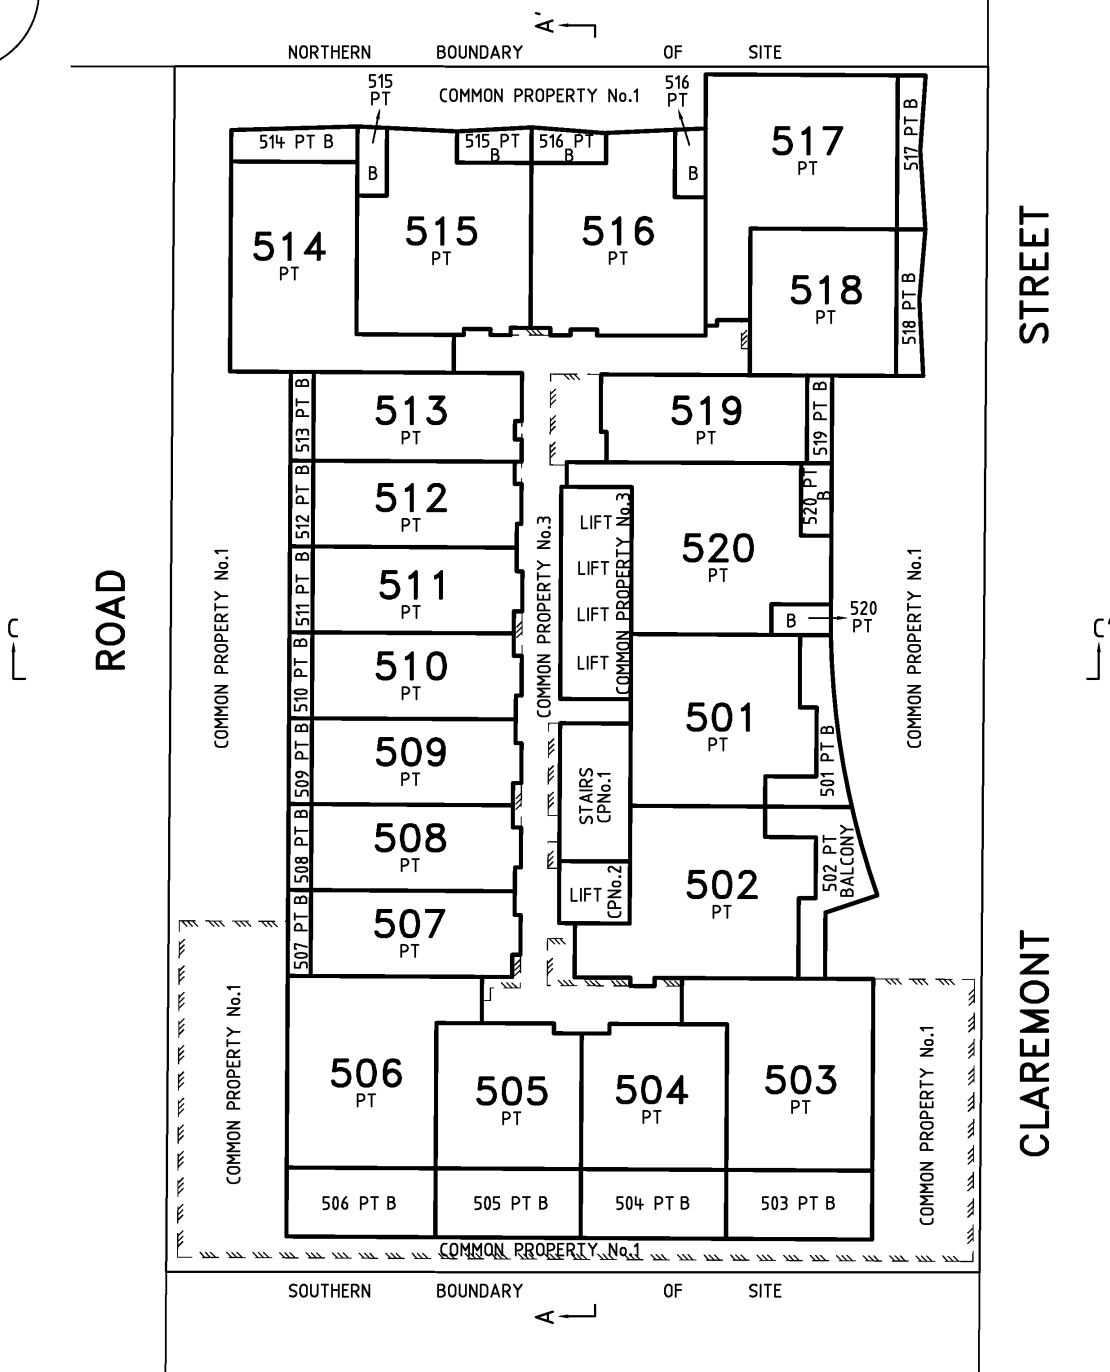 A'
NORTHERN BOUNDARY OF SITE
COMMON PROPERTY No.1
515
PT
516
PT
514 PT B
B
515 PT
B
516 PT
B
B
517
PT
517 PT B
514
PT
515
PT
516
PT
518
PT
518 PT B
STREET
513 PT B
513
PT
519
PT
519 PT B
512 PT B
512
PT
520 PT
B
511 PT B
511
PT
COMMON PROPERTY No.3
LIFT
LIFT
LIFT
LIFT
COMMON PROPERTY No.3
520
PT
B
520
PT
COMMON PROPERTY No.1
COMMON PROPERTY No.1
ROAD
C
C'
510 PT B
510
PT
501
PT
501 PT B
509 PT B
509
PT
STAIRS
CPNo.1
508 PT B
508
PT
502
PT
502 PT
BALCONY
LIFT
CPNo.2
507 PT B
507
PT
COMMON PROPERTY No.1
506
PT
505
PT
504
PT
503
PT
COMMON PROPERTY No.1
CLAREMONT
506 PT B
505 PT B
504 PT B
503 PT B
COMMON PROPERTY No.1
SOUTHERN BOUNDARY OF SITE
A